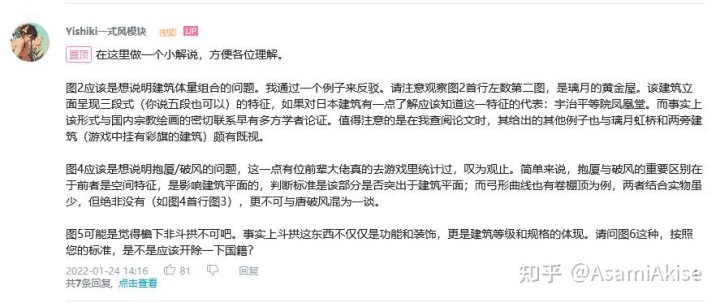 Yishiki一式风模块 UP
置顶 在这里做一个小解说，方便各位理解。
图2应该是想说明建筑体量组合的问题。我通过一个例子来反驳。请注意观察图2首行左数第二图，是璃月的黄金屋。该建筑立
面呈现三段式（你说五段也可以）的特征，如果对日本建筑有一点了解应该知道这一特征的代表：宇治平等院凤凰堂。而事实上
该形式与国内宗教绘画的密切联系早有多方学者论证。值得注意的是在我查阅论文时，其给出的其他例子也与璃月虹桥和两旁建
筑（游戏中挂有彩旗的建筑）颇有既视。
图4应该是想说明抱厦/破风的问题，这一点有位前辈大佬真的去游戏里统计过，叹为观止。简单来说，抱厦与破风的重要区别在
于前者是空间特征，是影响建筑平面的，判断标准是该部分是否突出于建筑平面；而弓形曲线也有卷棚顶为例，两者结合实物虽
少，但绝非没有（如图4首行图3），更不可与唐破风混为一谈。
图5可能是觉得檐下非斗拱不可吧。事实上斗拱这东西不仅仅是功能和装饰，更是建筑等级和规格的体现。请问图6这种，按照
您的标准，是不是应该开除一下国籍？
2022-01-24 14:16 81 回复
共7条回复, 点击查看
知乎 @AsamiAkise